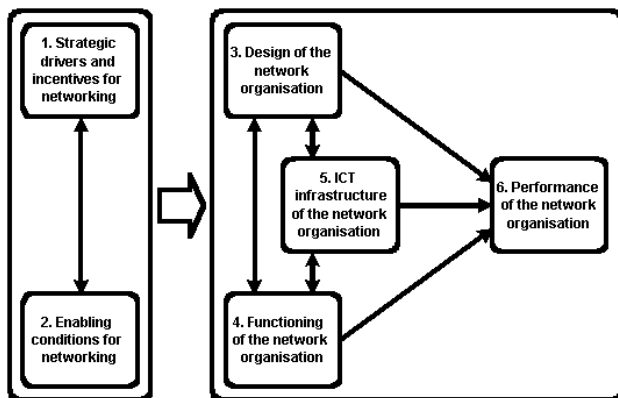 1. Strategic
drivers and
incentives for
networking
2. Enabling
conditions for
networking
3. Design of the
network
organisation
5. ICT
infrastructure
of the network
organisation
4. Functioning
of the network
organisation
6. Performance
of the network
organisation